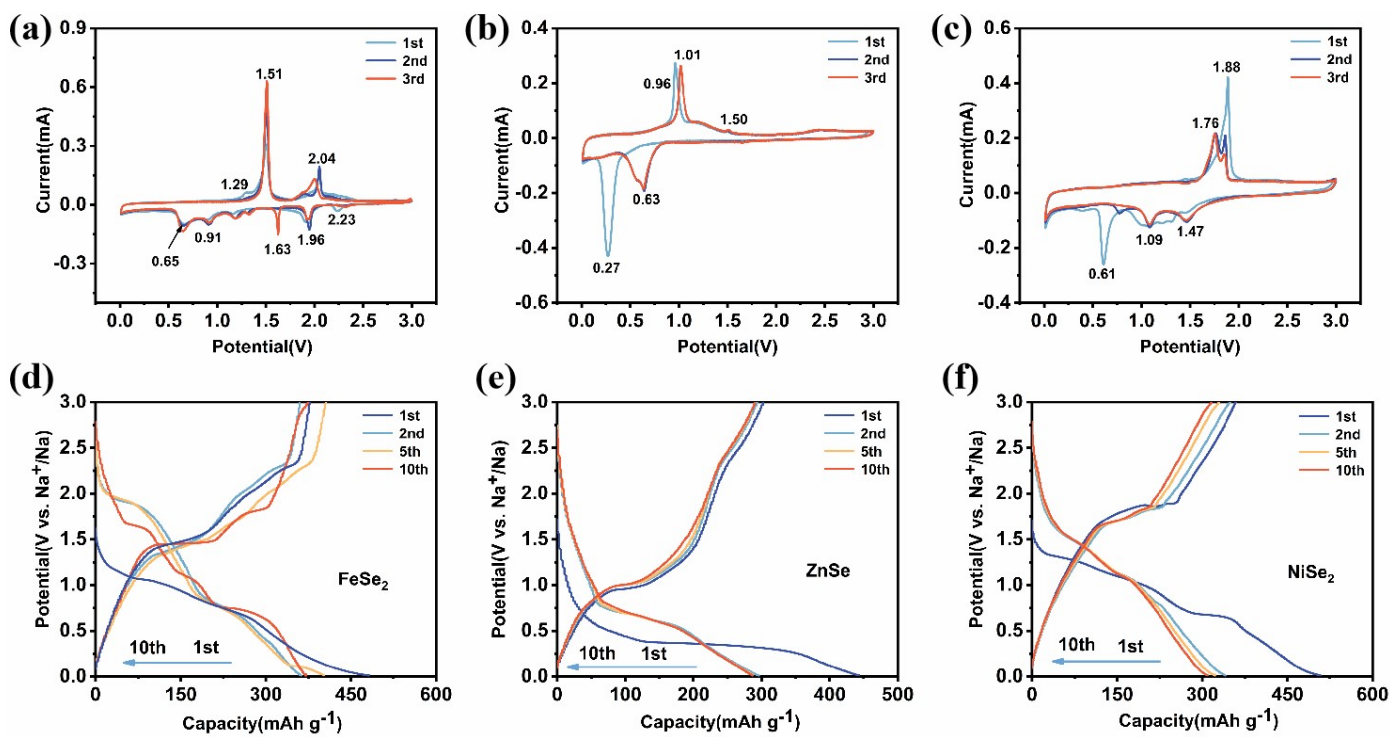 (a)
1st
2nd
3rd
1.51
1.29
2.04
0.65
0.91
1.63
1.96
2.23
Current(mA)
0.9
0.6
0.3
0.0
-0.3
0.0 0.5 1.0 1.5 2.0 2.5 3.0
Potential(V)
(b)
1st
2nd
3rd
1.01
0.96
1.50
0.63
0.27
Current(mA)
0.4
0.2
0.0
-0.2
-0.4
-0.6
0.0 0.5 1.0 1.5 2.0 2.5 3.0
Potential(V)
(c)
1st
2nd
3rd
1.88
1.76
1.09
1.47
0.61
Current(mA)
0.6
0.4
0.2
0.0
-0.2
-0.4
0.0 0.5 1.0 1.5 2.0 2.5 3.0
Potential(V)
(d)
1st
2nd
5th
10th
FeSe2
10th 1st
Potential(V vs. Na+/Na)
3.0
2.5
2.0
1.5
1.0
0.5
0.0
0 150 300 450 600
Capacity(mAh g-1)
(e)
1st
2nd
5th
10th
ZnSe
10th 1st
Potential(V vs. Na+/Na)
3.0
2.5
2.0
1.5
1.0
0.5
0.0
0 100 200 300 400 500
Capacity(mAh g-1)
(f)
1st
2nd
5th
10th
NiSe2
10th 1st
Potential(V vs. Na+/Na)
3.0
2.5
2.0
1.5
1.0
0.5
0.0
0 150 300 450 600
Capacity(mAh g-1)